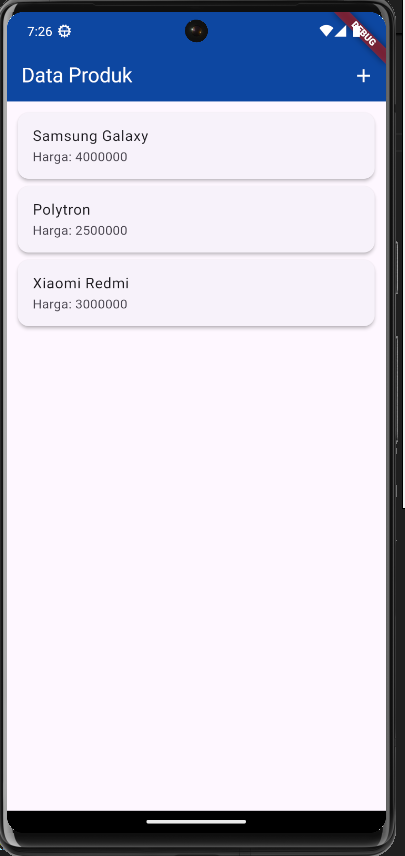 7:26
DEBUG
Data Produk
+
Samsung Galaxy
Harga: 4000000
Polytron
Harga: 2500000
Xiaomi Redmi
Harga: 3000000